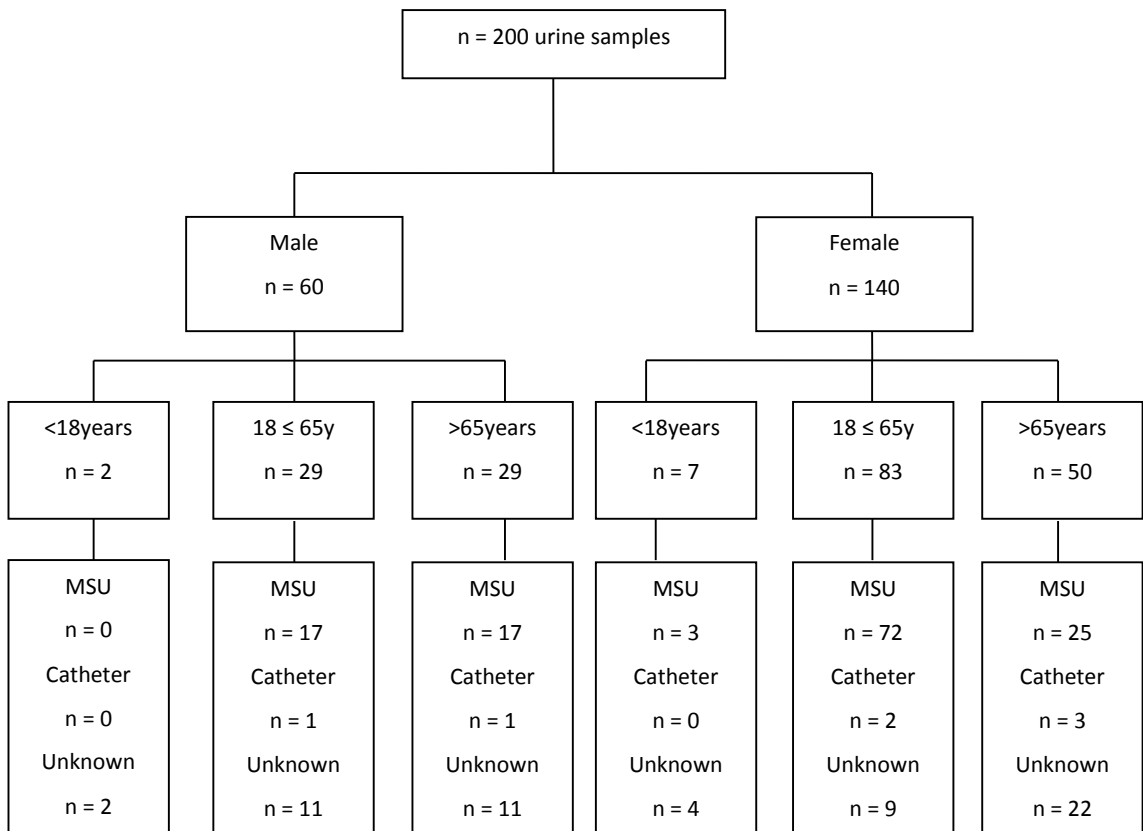 n = 200 urine samples
Male
n = 60
Female
n = 140
<18years
n = 2
18 ≤ 65y
n = 29
>65years
n = 29
<18years
n = 7
18 ≤ 65y
n = 83
>65years
n = 50
MSU
n = 0
Catheter
n = 0
Unknown
n = 2
MSU
n = 17
Catheter
n = 1
Unknown
n = 11
MSU
n = 17
Catheter
n = 1
Unknown
n = 11
MSU
n = 3
Catheter
n = 0
Unknown
n = 4
MSU
n = 72
Catheter
n = 2
Unknown
n = 9
MSU
n = 25
Catheter
n = 3
Unknown
n = 22